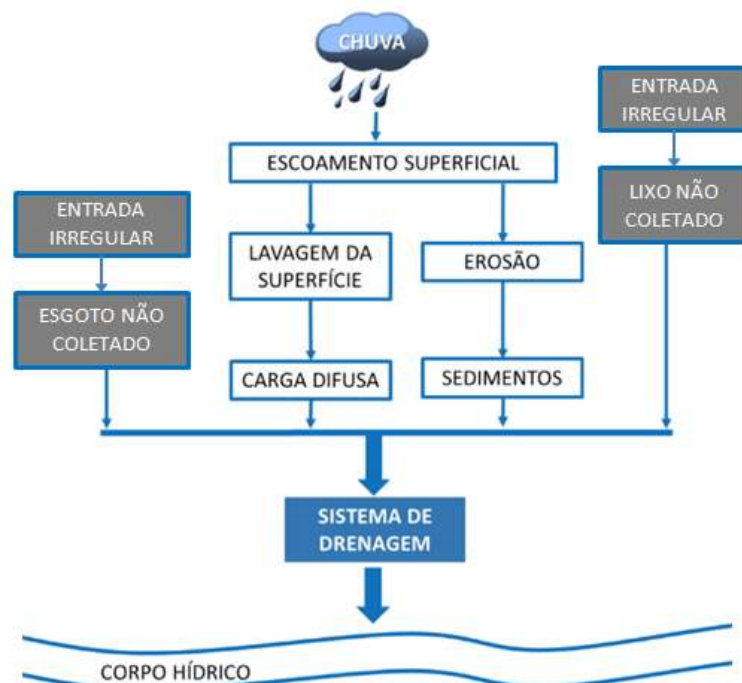 CHUVA
ENTRADA
IRREGULAR
ESCOAMENTO SUPERFICIAL
LIXO NÃO
COLETADO
ENTRADA
IRREGULAR
LAVAGEM DA
SUPERFÍCIE
EROSÃO
ESGOTO NÃO
COLETADO
CARGA DIFUSA
SEDIMENTOS
SISTEMA DE
DRENAGEM
CORPO HÍDRICO